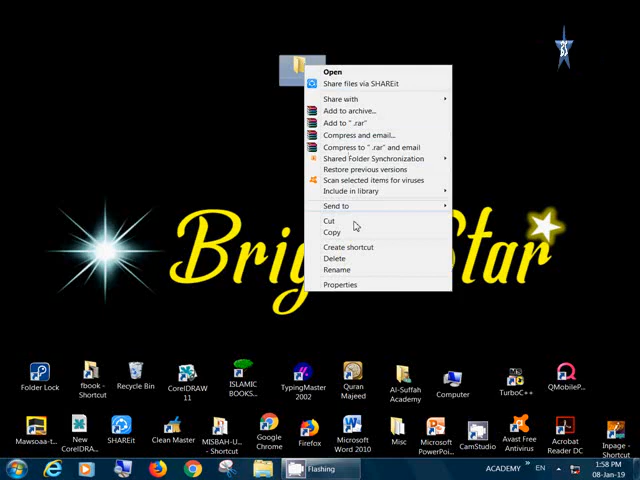 BS
Open
Share files via SHAREit
Share with
Add to archive...
Add to " .rar"
Compress and email...
Compress to " .rar" and email
Shared Folder Synchronization
Restore previous versions
Scan selected items for viruses
Include in library
Send to
Cut
Copy
Create shortcut
Delete
Rename
Properties
Brig Star
Folder Lock
fbook - Shortcut
Recycle Bin
CorelDRAW 11
ISLAMIC BOOKS...
TypingMaster 2002
Quran Majeed
Al-Suffah Academy
Computer
TurboC++
QMobileP...
Mawsoaa-t...
New CorelDRA...
SHAREit
Clean Master
MISBAH-U... - Shortcut
Google Chrome
Firefox
Microsoft Word 2010
Misc
Microsoft PowerPoi...
CamStudio
Avast Free Antivirus
Acrobat Reader DC
Inpage - Shortcut
Flashing
ACADEMY
EN
1:58 PM
08-Jan-19